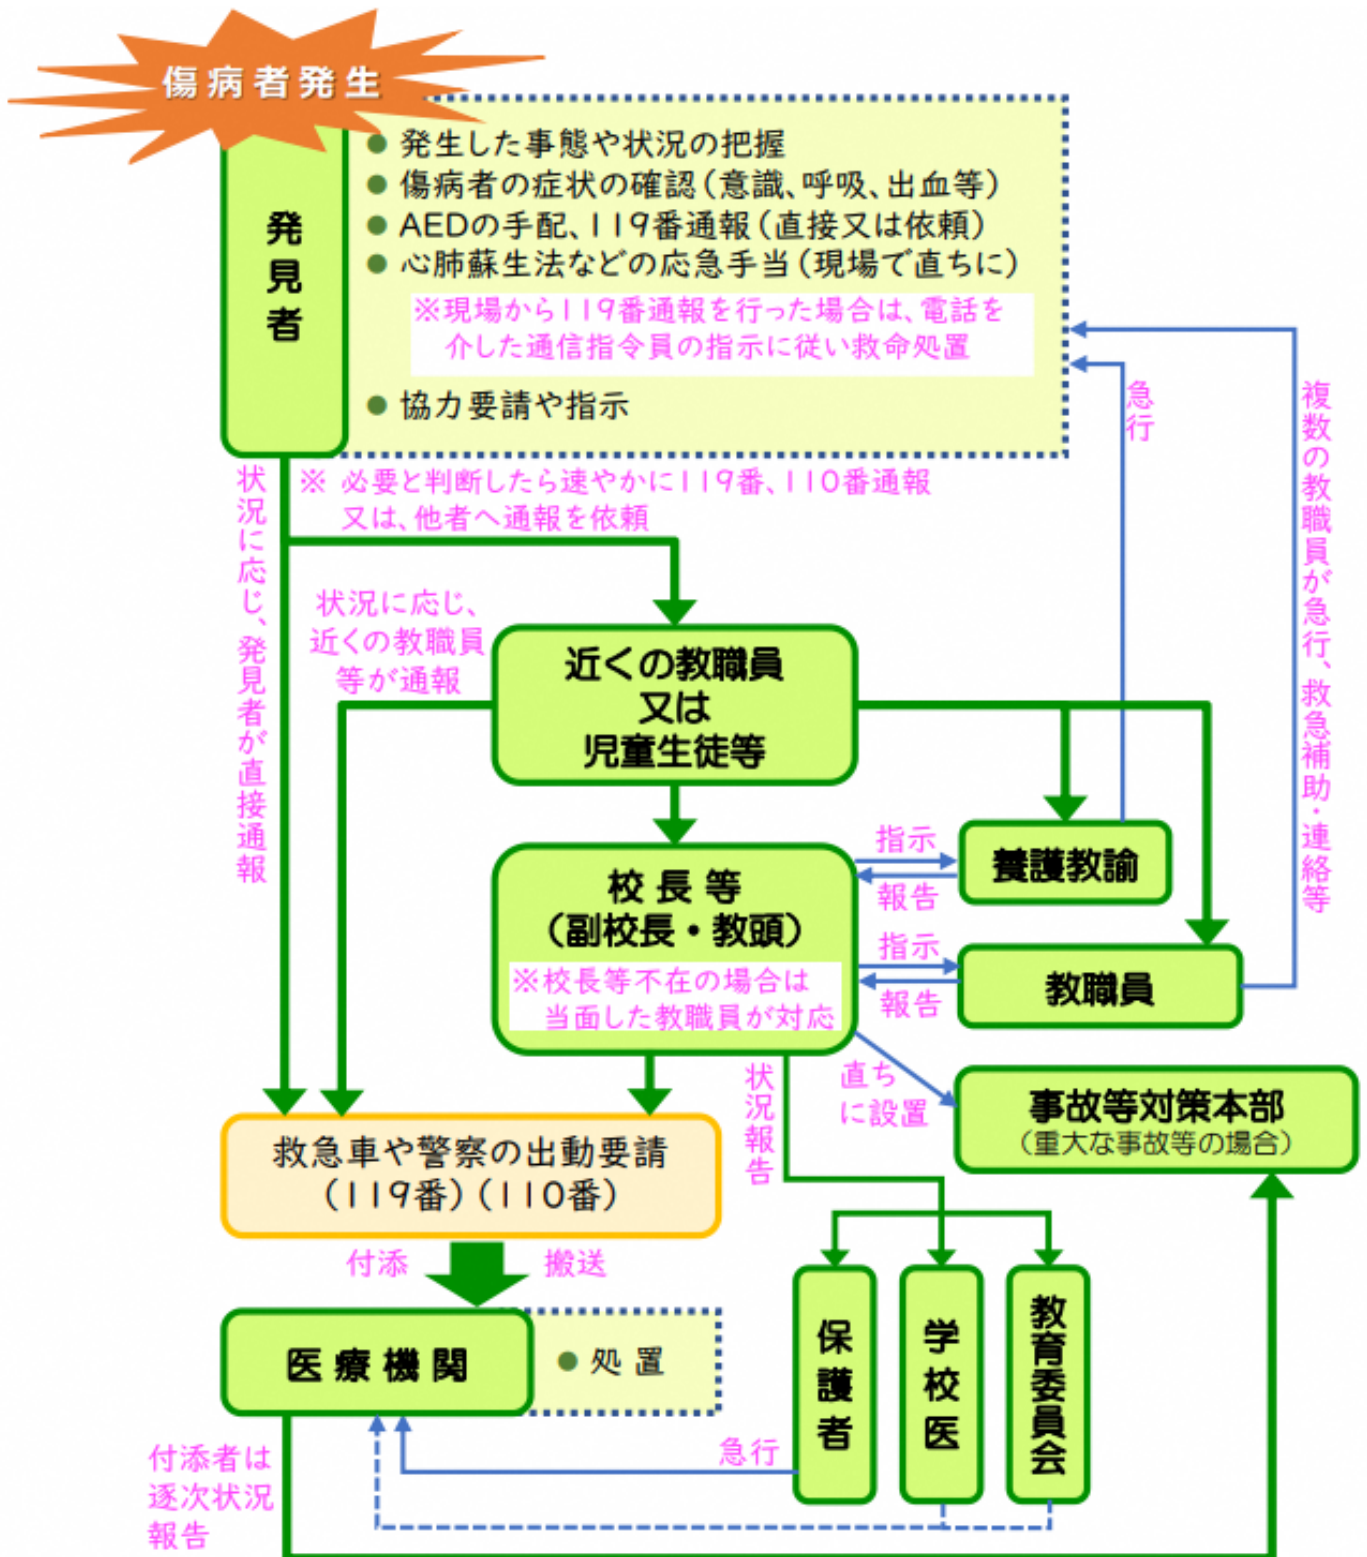 傷病者発生
発見者
● 発生した事態や状況の把握
● 傷病者の症状の確認（意識、呼吸、出血等）
● AEDの手配、119番通報（直接又は依頼）
● 心肺蘇生法などの応急手当（現場で直ちに）
※現場から119番通報を行った場合は、電話を
介した通信指令員の指示に従い救命処置
● 協力要請や指示
急行
複数の教職員が急行、救急補助・連絡等
状況に応じ、発見者が直接通報
※ 必要と判断したら速やかに119番、110番通報
又は、他者へ通報を依頼
状況に応じ、
近くの教職員
等が通報
近くの教職員
又は
児童生徒等
校長等
（副校長・教頭）
※校長等不在の場合は
当面した教職員が対応
指示
報告
養護教諭
指示
報告
教職員
直ち
に設置
事故等対策本部
（重大な事故等の場合）
状況報告
救急車や警察の出動要請
（119番）（110番）
付添
搬送
医療機関
● 処置
保護者
学校医
教育委員会
急行
付添者は
逐次状況
報告